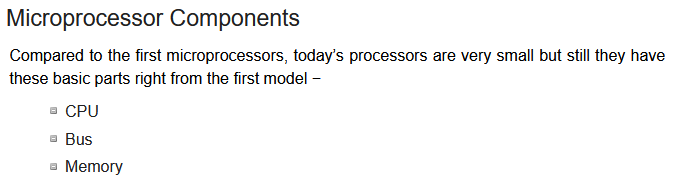 Microprocessor Components
Compared to the first microprocessors, today’s processors are very small but still they have
these basic parts right from the first model −
CPU
Bus
Memory